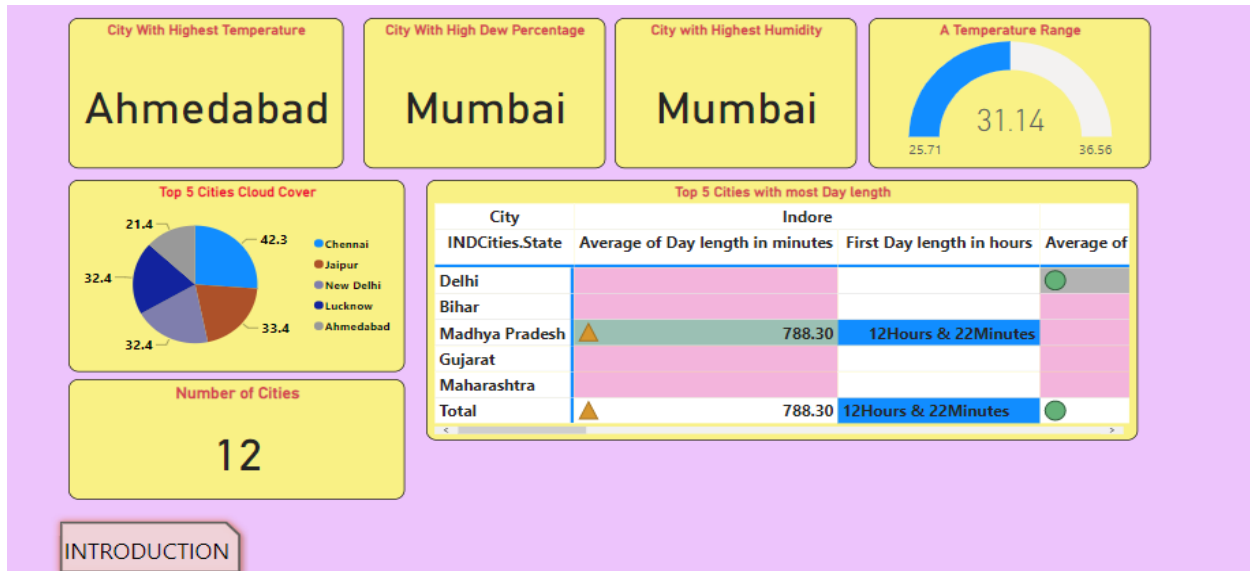 City With Highest Temperature
Ahmedabad
City With High Dew Percentage
Mumbai
City with Highest Humidity
Mumbai
A Temperature Range
31.14
25.71
36.56
Top 5 Cities Cloud Cover
21.4
42.3
32.4
33.4
32.4
Chennai
Jaipur
New Delhi
Lucknow
Ahmedabad
Top 5 Cities with most Day length
City Indore
INDCities.State Average of Day length in minutes First Day length in hours Average of
Delhi
Bihar
Madhya Pradesh 788.30 12Hours & 22Minutes
Gujarat
Maharashtra
Total 788.30 12Hours & 22Minutes
Number of Cities
12
INTRODUCTION